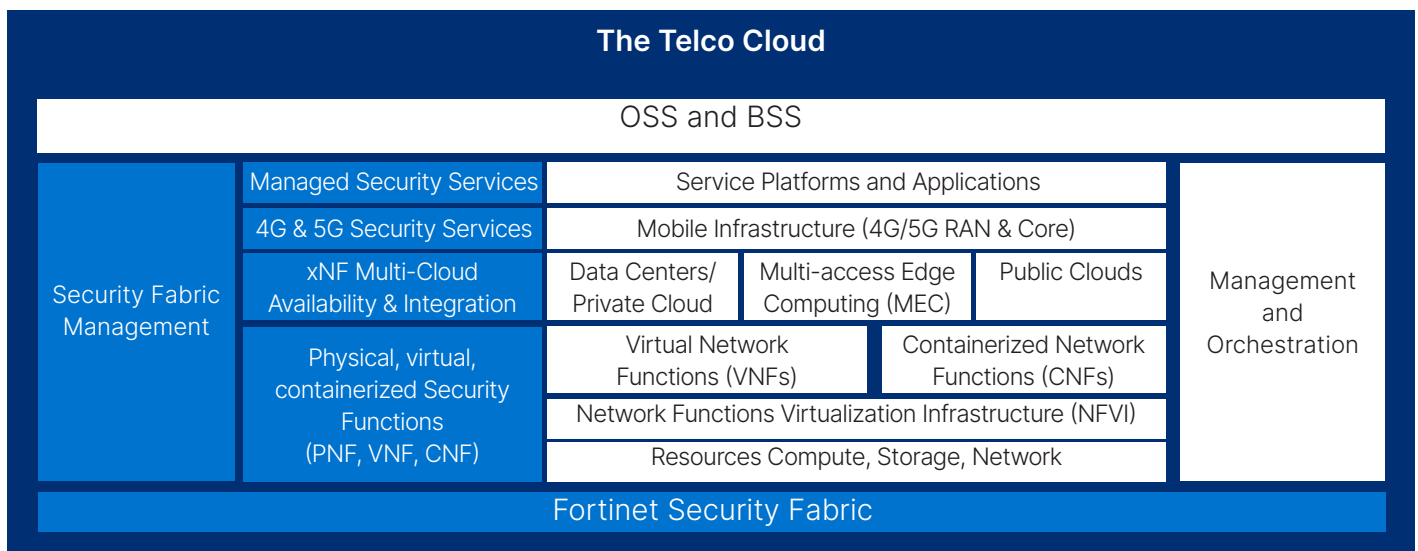 The Telco Cloud
OSS and BSS
Security Fabric
Management
Managed Security Services
4G & 5G Security Services
xNF Multi-Cloud
Availability & Integration
Physical, virtual,
containerized Security
Functions
(PNF, VNF, CNF)
Service Platforms and Applications
Mobile Infrastructure (4G/5G RAN & Core)
Data Centers/
Private Cloud
Multi-access Edge
Computing (MEC)
Public Clouds
Virtual Network
Functions (VNFs)
Containerized Network
Functions (CNFs)
Network Functions Virtualization Infrastructure (NFVI)
Resources Compute, Storage, Network
Management
and
Orchestration
Fortinet Security Fabric